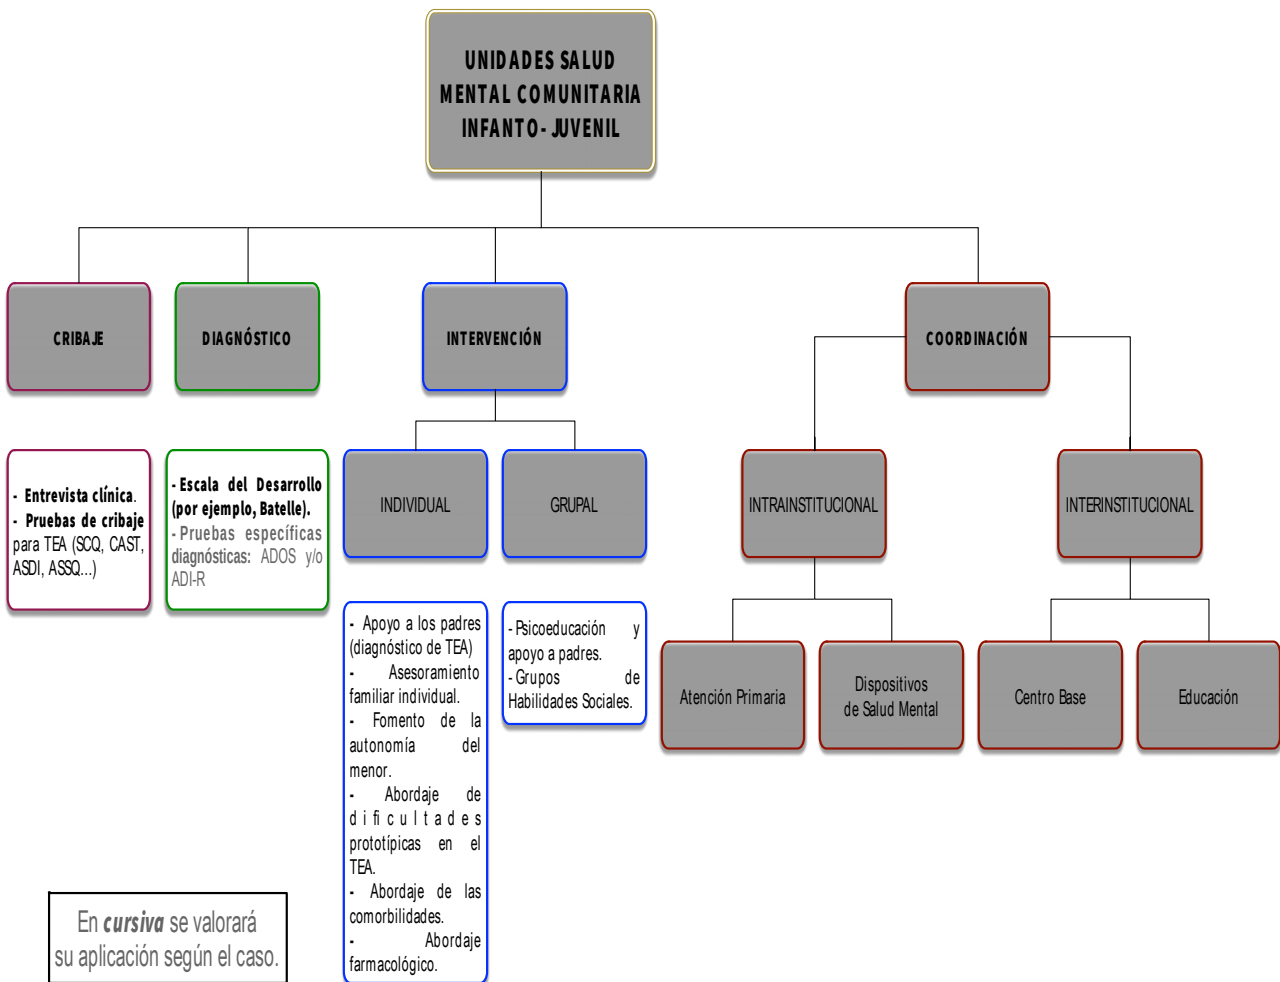 UNIDADES SALUD
MENTAL COMUNITARIA
INFANTO- JUVENIL
CRIBAJE
DIAGNÓSTICO
INTERVENCIÓN
COORDINACIÓN
- Entrevista clínica.
- Pruebas de cribaje
para TEA (SCQ, CAST,
ASDI, ASSQ...)
- Escala del Desarrollo
(por ejemplo, Batelle).
- Pruebas específicas
diagnósticas: ADOS y/o
ADI-R
INDIVIDUAL
GRUPAL
INTRAINSTITUCIONAL
INTERINSTITUCIONAL
- Apoyo a los padres
(diagnóstico de TEA)
- Asesoramiento
familiar individual.
- Fomento de la
autonomía del
menor.
- Abordaje de
dificultades
prototípicas en el
TEA.
- Abordaje de las
comorbilidades.
- Abordaje
farmacológico.
- Psicoeducación y
apoyo a padres.
- Grupos de
Habilidades Sociales.
Atención Primaria
Dispositivos
de Salud Mental
Centro Base
Educación
En cursiva se valorará
su aplicación según el caso.